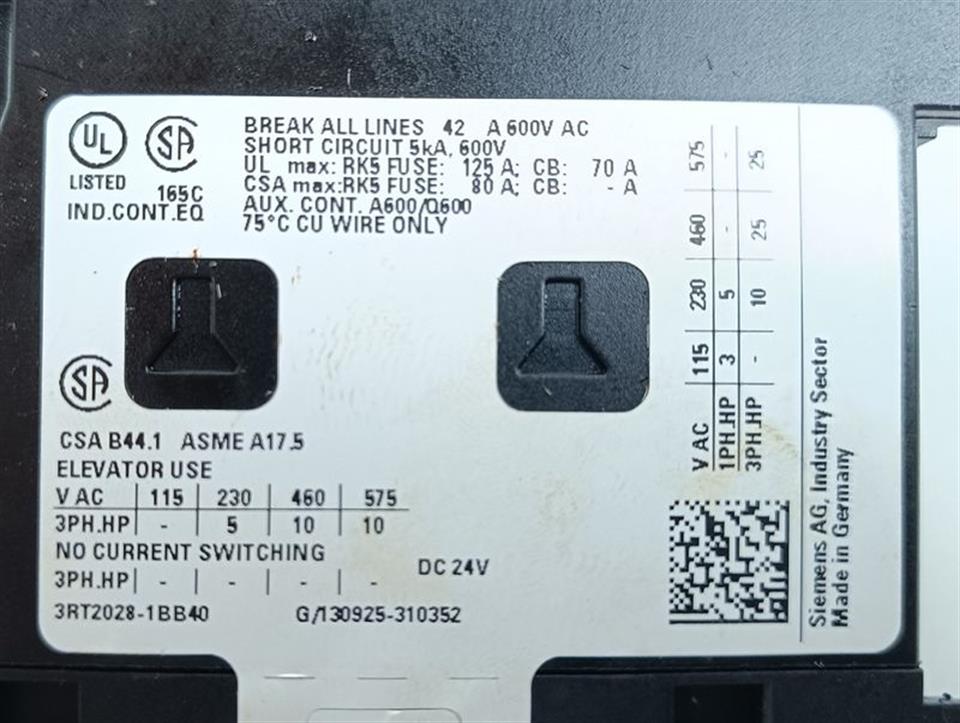 UL
LISTED
SA
165C
IND.CONT.EQ
BREAK ALL LINES 42 A 600V AC
SHORT CIRCUIT 5kA, 600V
UL max: RK5 FUSE: 125 A; CB: 70 A
CSA max:RK5 FUSE: 80 A; CB: - A
AUX. CONT. A600/Q600
75°C CU WIRE ONLY
SA
CSA B44.1 ASME A17.5
ELEVATOR USE
V AC | 115 | 230 | 460 | 575
3PH.HP | - | 5 | 10 | 10
NO CURRENT SWITCHING
3PH.HP | - | - | - | -
DC 24V
3RT2028-1BB40 G/130925-310352
V AC | 115 230 460 575
1PH.HP | 3 5 - -
3PH.HP | - 10 25 25
Siemens AG, Industry Sector
Made in Germany